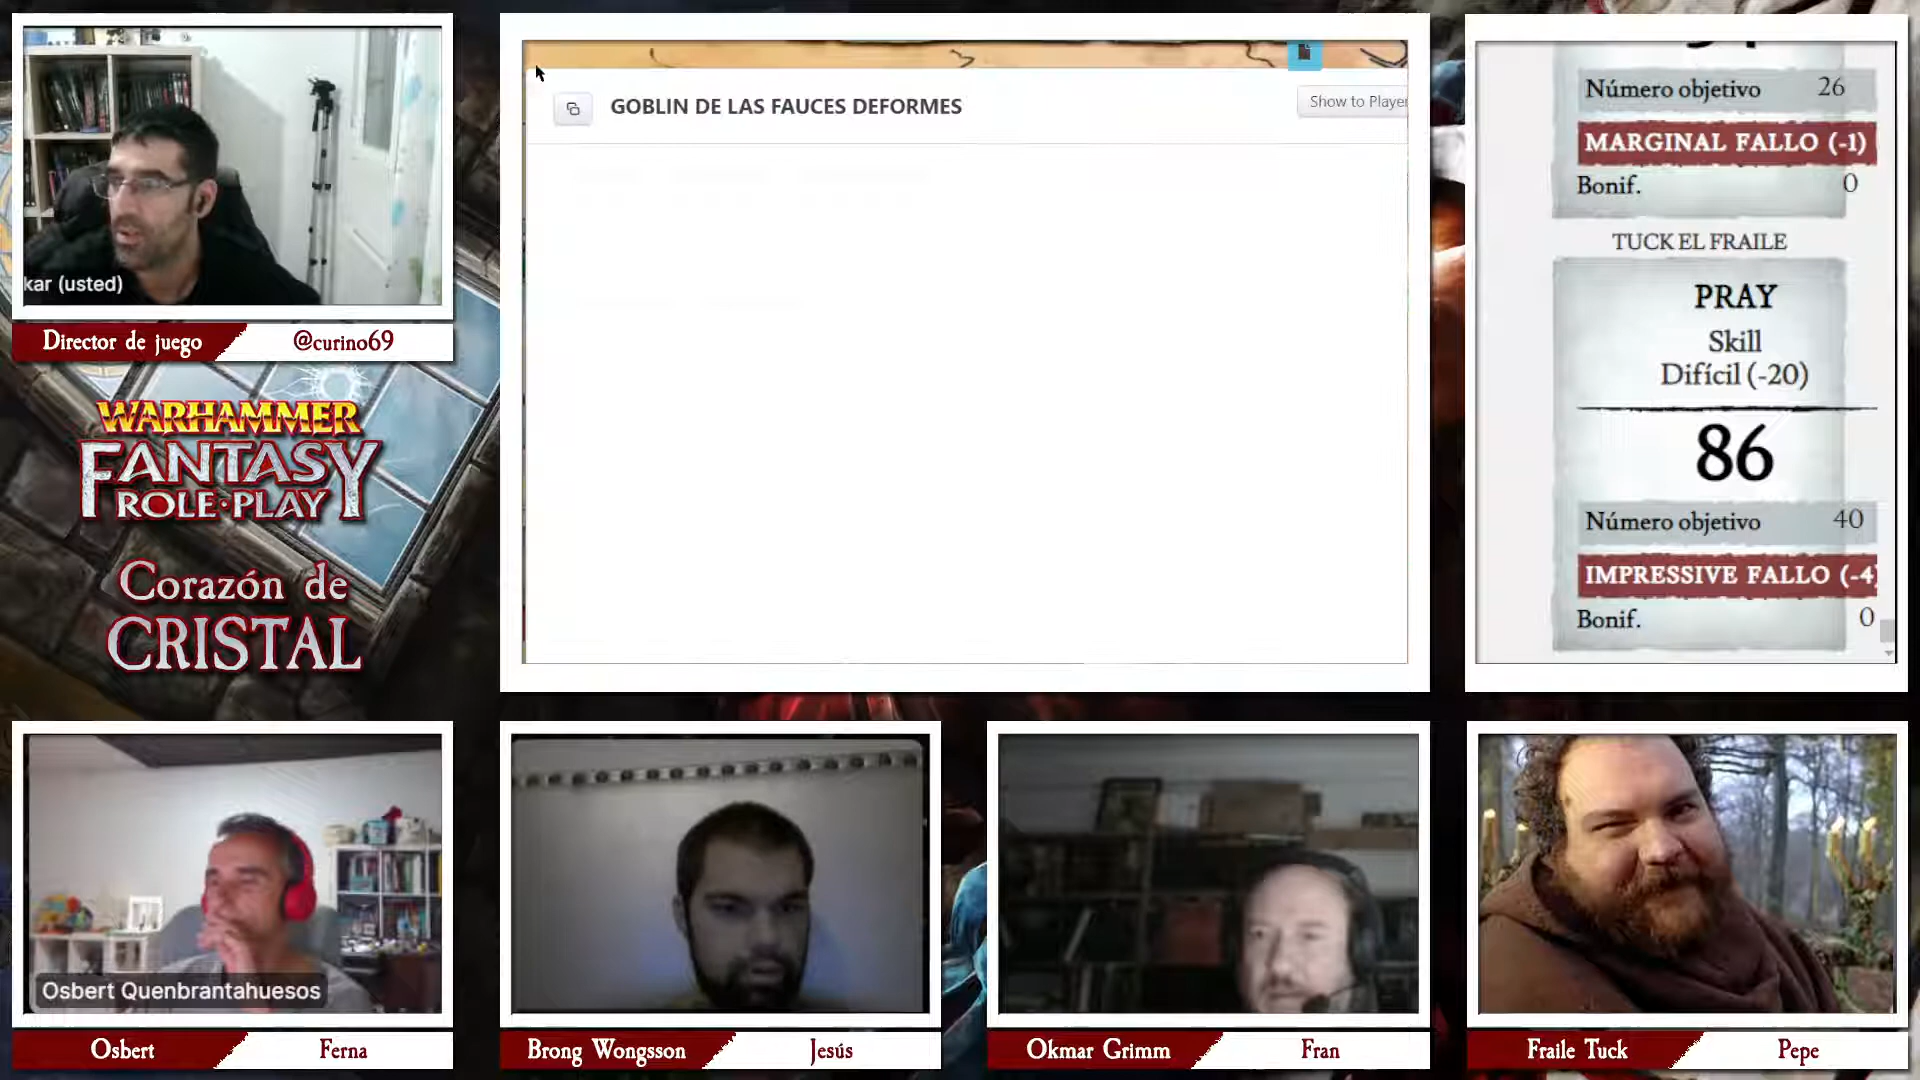 kar (usted)
Director de juego
@curino69
WARHAMMER
FANTASY
ROLE·PLAY
Corazón de
CRISTAL
GOBLIN DE LAS FAUCES DEFORMES
Show to Player
Número objetivo 26
MARGINAL FALLO (-1)
Bonif. 0
TUCK EL FRAILE
PRAY
Skill
Difícil (-20)
86
Número objetivo 40
IMPRESSIVE FALLO (-4)
Bonif. 0
Osbert Quenbrantahuesos
Osbert
Ferna
Brong Wongsson
Jesús
Okmar Grimm
Fran
Fraile Tuck
Pepe